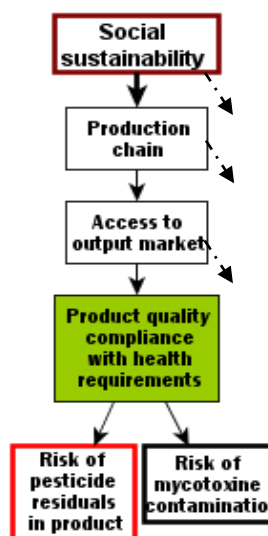 Social
sustainability
Production
chain
Access to
output market
Product quality
compliance
with health
requirements
Risk of
pesticide
residuals
in product
Risk of
mycotoxine
contaminatio